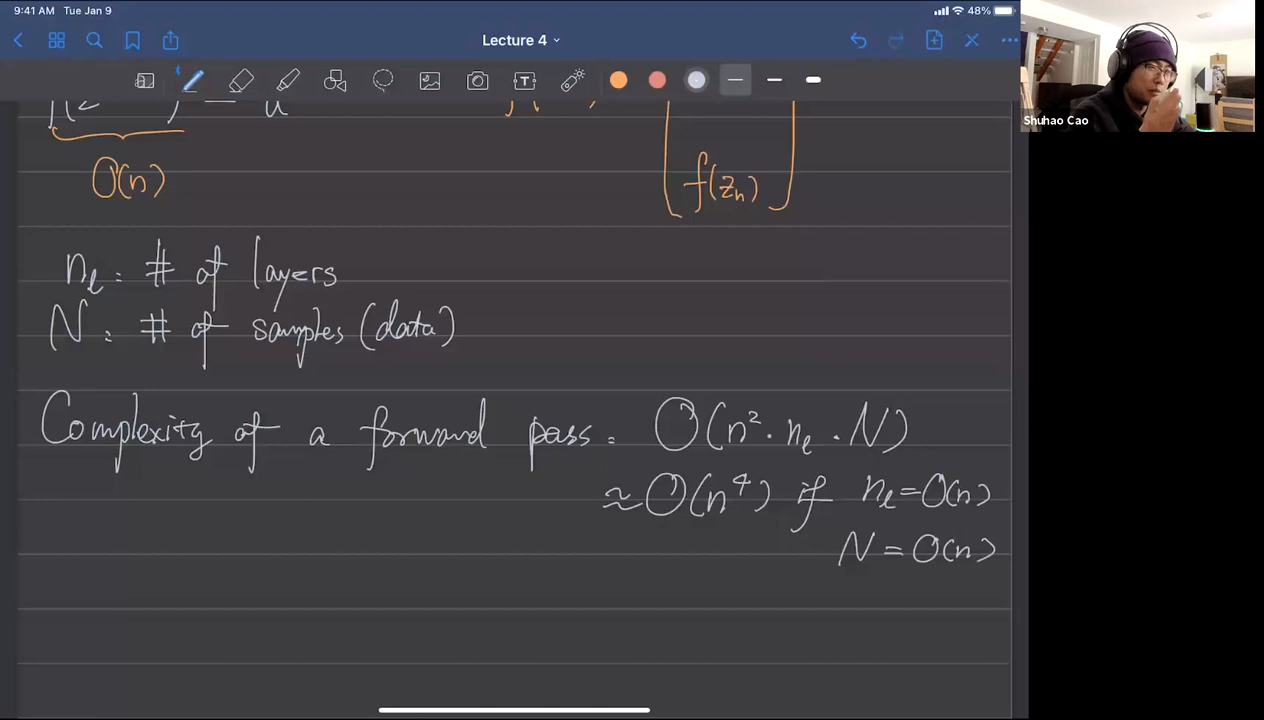 9:41 AM Tue Jan 9
48%
Lecture 4
Shuhao Cao
O(n)
f(z_n)
n_ℓ : # of layers
N : # of samples (data)
Complexity of a forward pass : O(n² · n_ℓ · N)
≈ O(n⁴) if n_ℓ = O(n)
N = O(n)